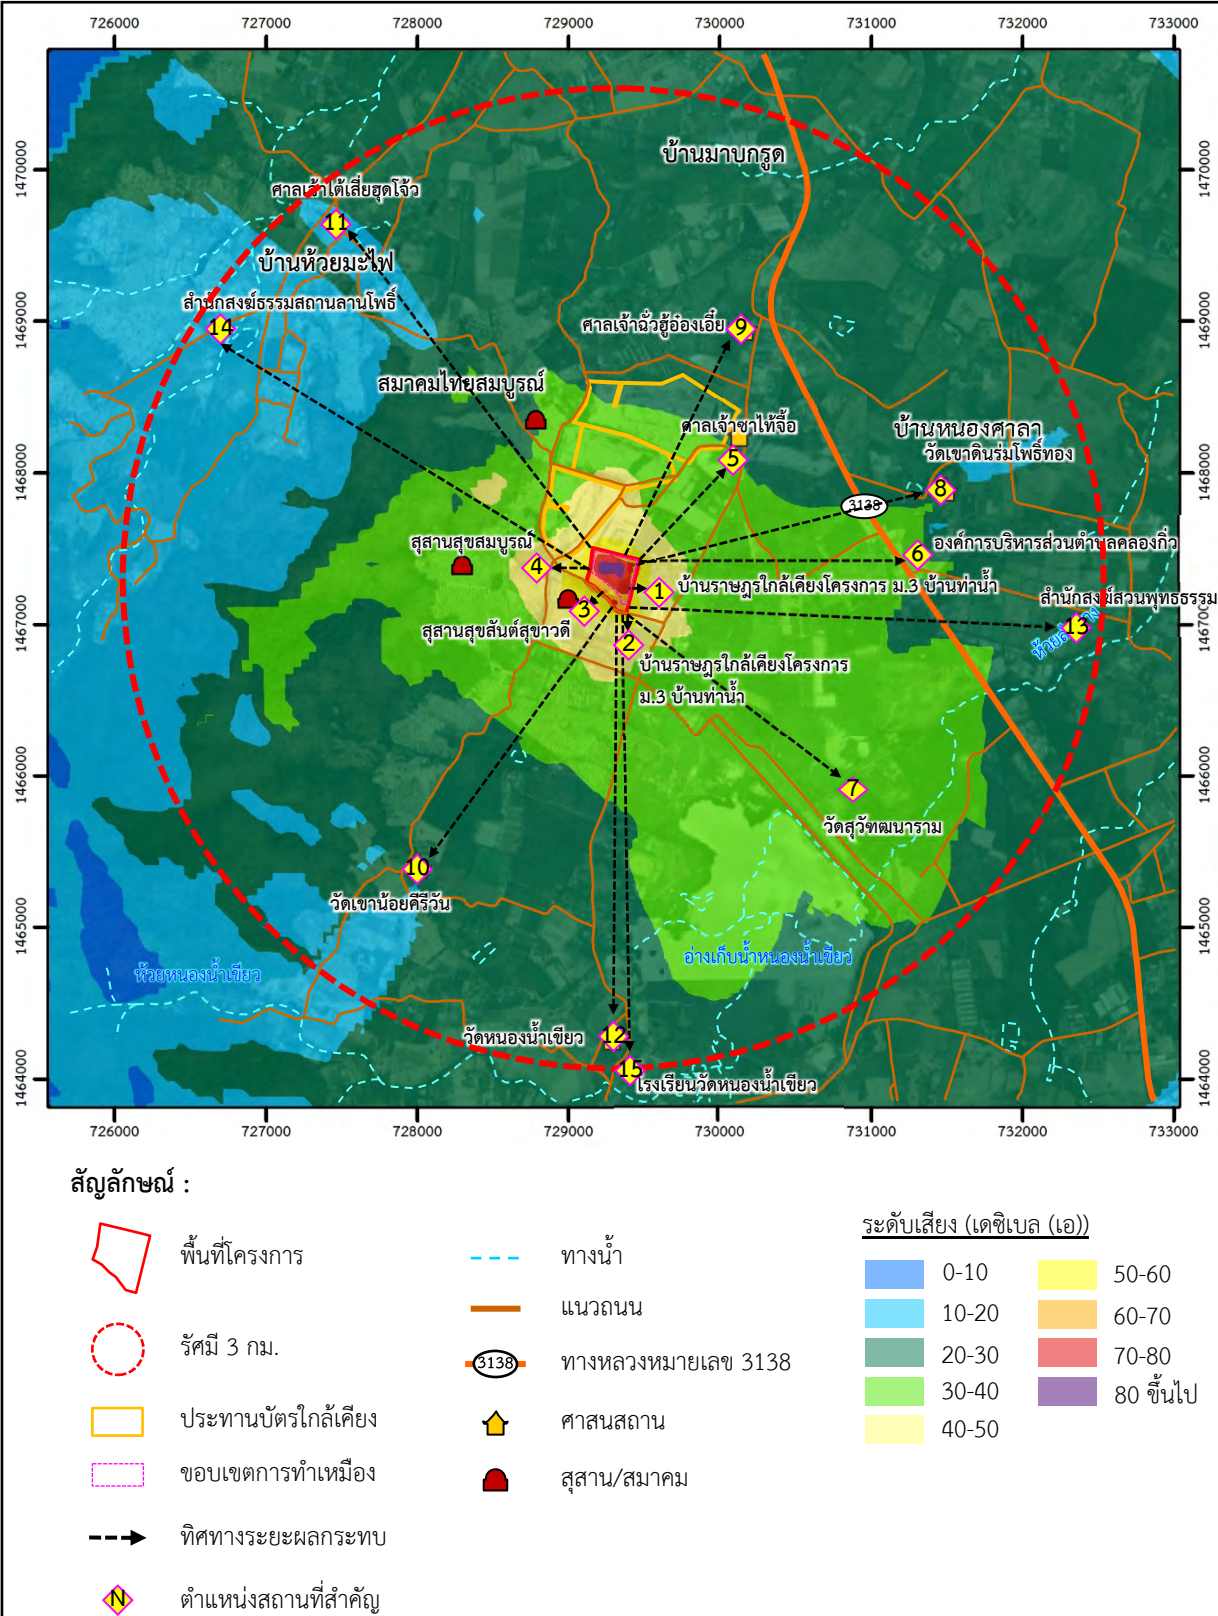 726000 727000 728000 729000 730000 731000 732000 733000
1470000 1470000
1469000 1469000
1468000 1468000
1467000 1467000
1466000 1466000
1465000 1465000
1464000 1464000
บ้านมาบกรูด
ศาลเจ้าไต้เสี่ยฮุดโจ้ว
11
บ้านห้วยมะไฟ
สำนักสงฆ์ธรรมสถานลานโพธิ์
14
ศาลเจ้าฉั่วฮู้อ๋องเอี๋ย
9
สมาคมไทยสมบูรณ์
ศาลเจ้าซาไท้จื้อ
5
บ้านหนองศาลา
วัดเขาดินร่มโพธิ์ทอง
8
3138
สุสานสุขสมบูรณ์
4
6
องค์การบริหารส่วนตำบลคลองกิ่ว
1
บ้านราษฎรใกล้เคียงโครงการ ม.3 บ้านท่าน้ำ
สำนักสงฆ์สวนพุทธธรรม
3
13
สุสานสุขสันต์สุขาวดี
2
บ้านราษฎรใกล้เคียงโครงการ
ม.3 บ้านท่าน้ำ
7
วัดสุวัฑฒนาราม
10
วัดเขาน้อยคีรีวัน
ห้วยหนองน้ำเขียว
อ่างเก็บน้ำหนองน้ำเขียว
วัดหนองน้ำเขียว
12
15
โรงเรียนวัดหนองน้ำเขียว
726000 727000 728000 729000 730000 731000 732000 733000
สัญลักษณ์ :
พื้นที่โครงการ
รัศมี 3 กม.
ประทานบัตรใกล้เคียง
ขอบเขตการทำเหมือง
ทิศทางระยะผลกระทบ
N ตำแหน่งสถานที่สำคัญ
ทางน้ำ
แนวถนน
3138 ทางหลวงหมายเลข 3138
ศาสนสถาน
สุสาน/สมาคม
ระดับเสียง (เดซิเบล (เอ))
0-10
10-20
20-30
30-40
40-50
50-60
60-70
70-80
80 ขึ้นไป